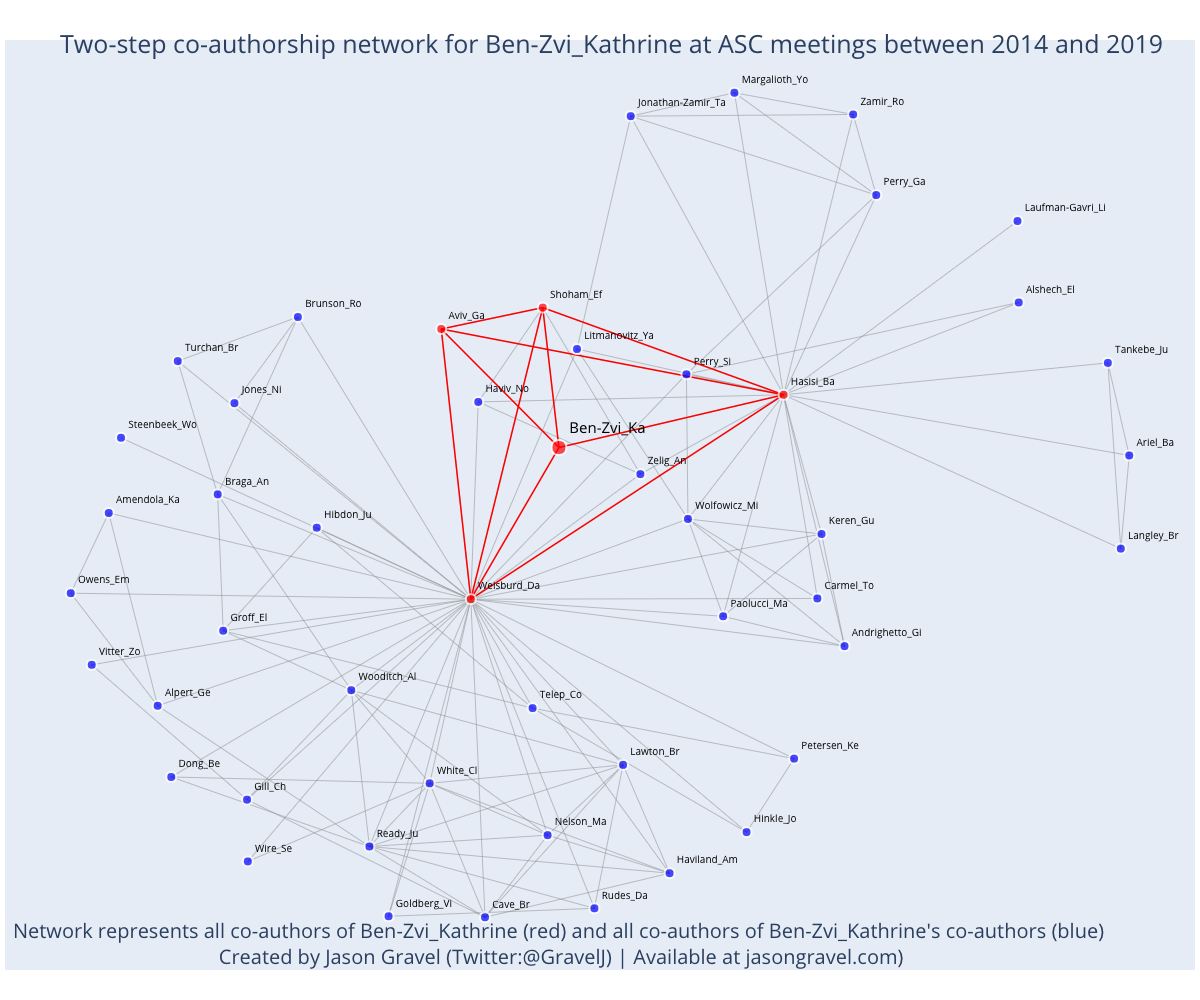 Two-step co-authorship network for Ben-Zvi_Kathrine at ASC meetings between 2014 and 2019
Margalioth_Yo
Jonathan-Zamir_Ta
Zamir_Ro
Perry_Ga
Laufman-Gavri_Li
Alshech_El
Shoham_Ef
Brunson_Ro
Aviv_Ga
Litmanovitz_Ya
Turchan_Br
Tankebe_Ju
Perry_Si
Hasisi_Ba
Jones_Ni
Haviv_No
Steenbeek_Wo
Ben-Zvi_Ka
Ariel_Ba
Zelig_An
Braga_An
Amendola_Ka
Wolfowicz_Mi
Hibdon_Ju
Keren_Gu
Langley_Br
Owens_Em
Weisburd_Da
Carmel_To
Paolucci_Ma
Groff_El
Andrighetto_Gi
Vitter_Zo
Wooditch_Al
Alpert_Ge
Telep_Co
Petersen_Ke
Lawton_Br
Dong_Be
White_Cl
Gill_Ch
Nelson_Ma
Hinkle_Jo
Ready_Ju
Wire_Se
Haviland_Am
Rudes_Da
Goldberg_Vi
Cave_Br
Network represents all co-authors of Ben-Zvi_Kathrine (red) and all co-authors of Ben-Zvi_Kathrine's co-authors (blue)
Created by Jason Gravel (Twitter:@GravelJ) | Available at jasongravel.com)